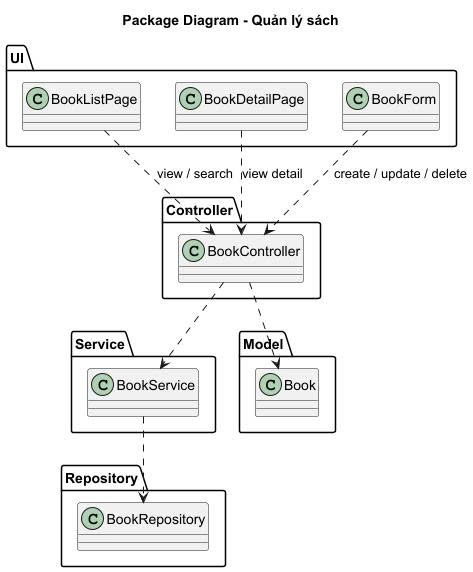 Package Diagram - Quản lý sách
UI
C BookListPage
C BookDetailPage
C BookForm
view / search
view detail
create / update / delete
Controller
C BookController
Service
C BookService
Model
C Book
Repository
C BookRepository